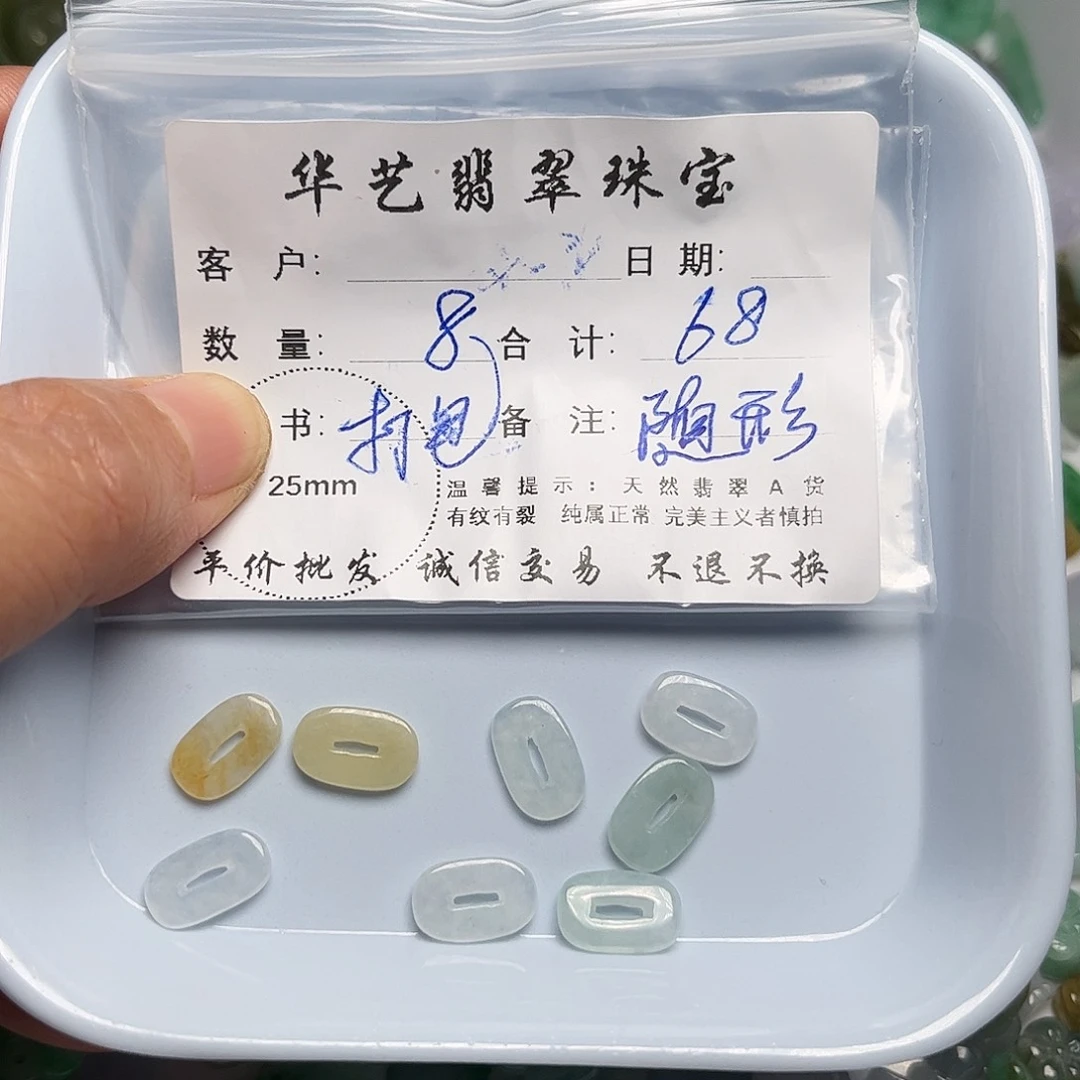 华艺翡翠珠宝
客 户: 日 期:
数 量: 8 合 计: 68
书: 打包 备 注: 随形
25mm
温馨提示：天然翡翠A货
有纹有裂 纯属正常 完美主义者慎拍
平价批发 诚信交易 不退不换